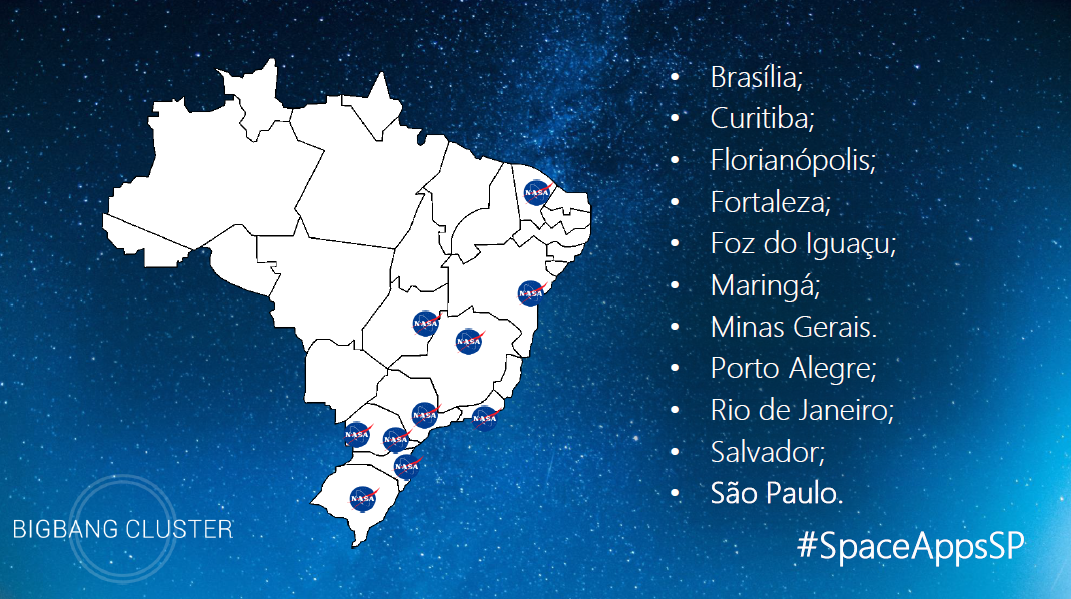 • Brasília;
• Curitiba;
• Florianópolis;
• Fortaleza;
• Foz do Iguaçu;
• Maringá;
• Minas Gerais.
• Porto Alegre;
• Rio de Janeiro;
• Salvador;
• São Paulo.
#SpaceAppsSP
BIGBANG CLUSTER
NASA
NASA
NASA
NASA
NASA
NASA
NASA
NASA
NASA
NASA